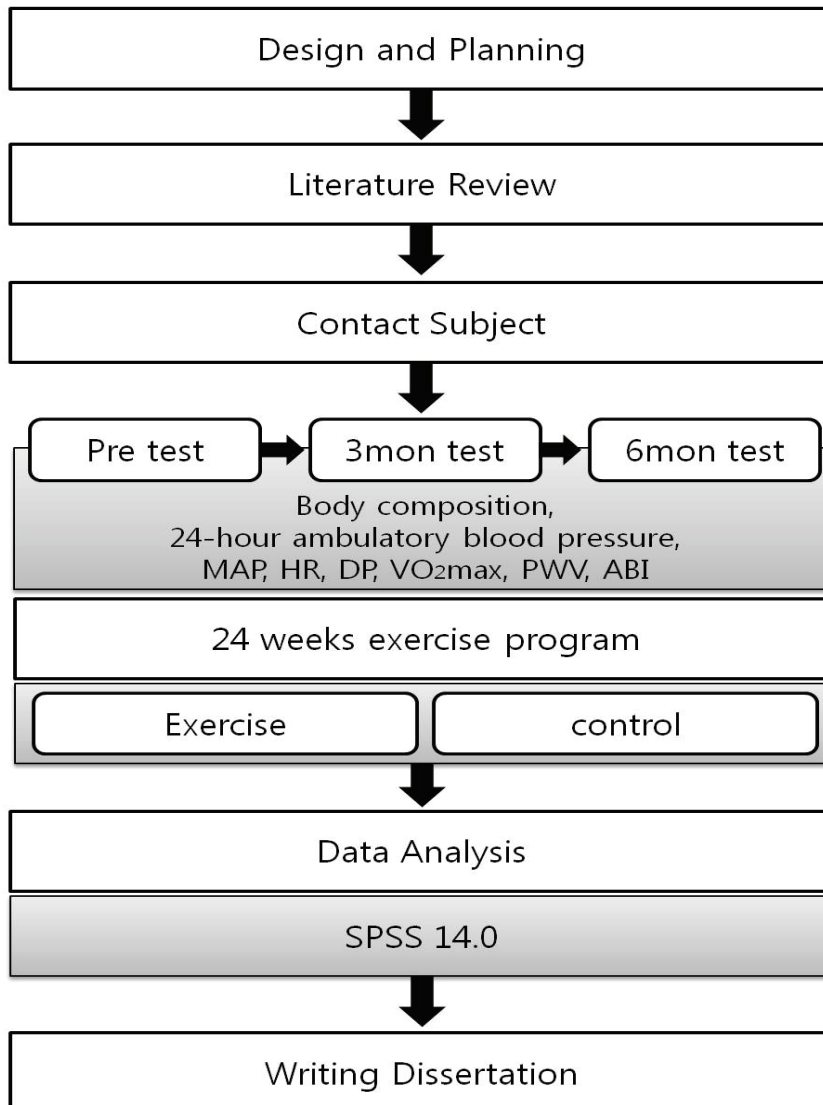 Design and Planning
Literature Review
Contact Subject
Pre test
3mon test
6mon test
Body composition,
24-hour ambulatory blood pressure,
MAP, HR, DP, VO₂max, PWV, ABI
24 weeks exercise program
Exercise
control
Data Analysis
SPSS 14.0
Writing Dissertation